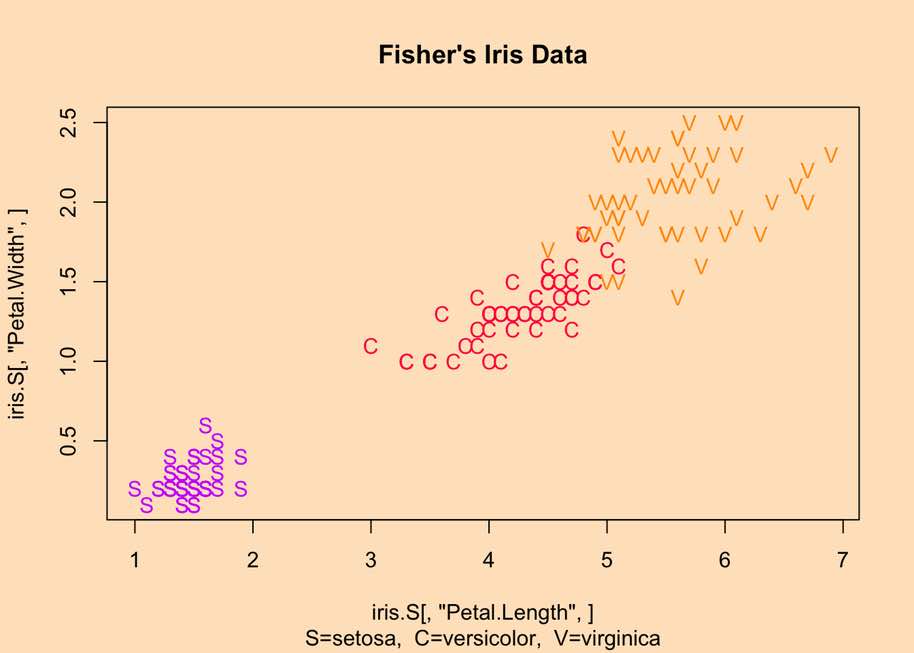 Fisher's Iris Data
iris.S[, "Petal.Width", ]
2.5
2.0
1.5
1.0
0.5
1 2 3 4 5 6 7
iris.S[, "Petal.Length", ]
S=setosa, C=versicolor, V=virginica